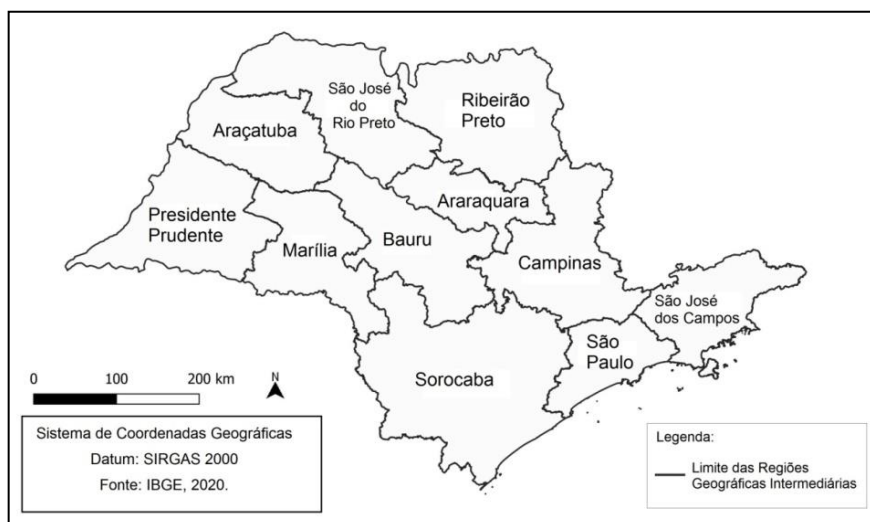 São José
do
Rio Preto
Ribeirão
Preto
Araçatuba
Araraquara
Presidente
Prudente
Marília
Bauru
Campinas
São José
dos Campos
São
Paulo
Sorocaba
0 100 200 km
N
Sistema de Coordenadas Geográficas
Datum: SIRGAS 2000
Fonte: IBGE, 2020.
Legenda:
Limite das Regiões
Geográficas Intermediárias